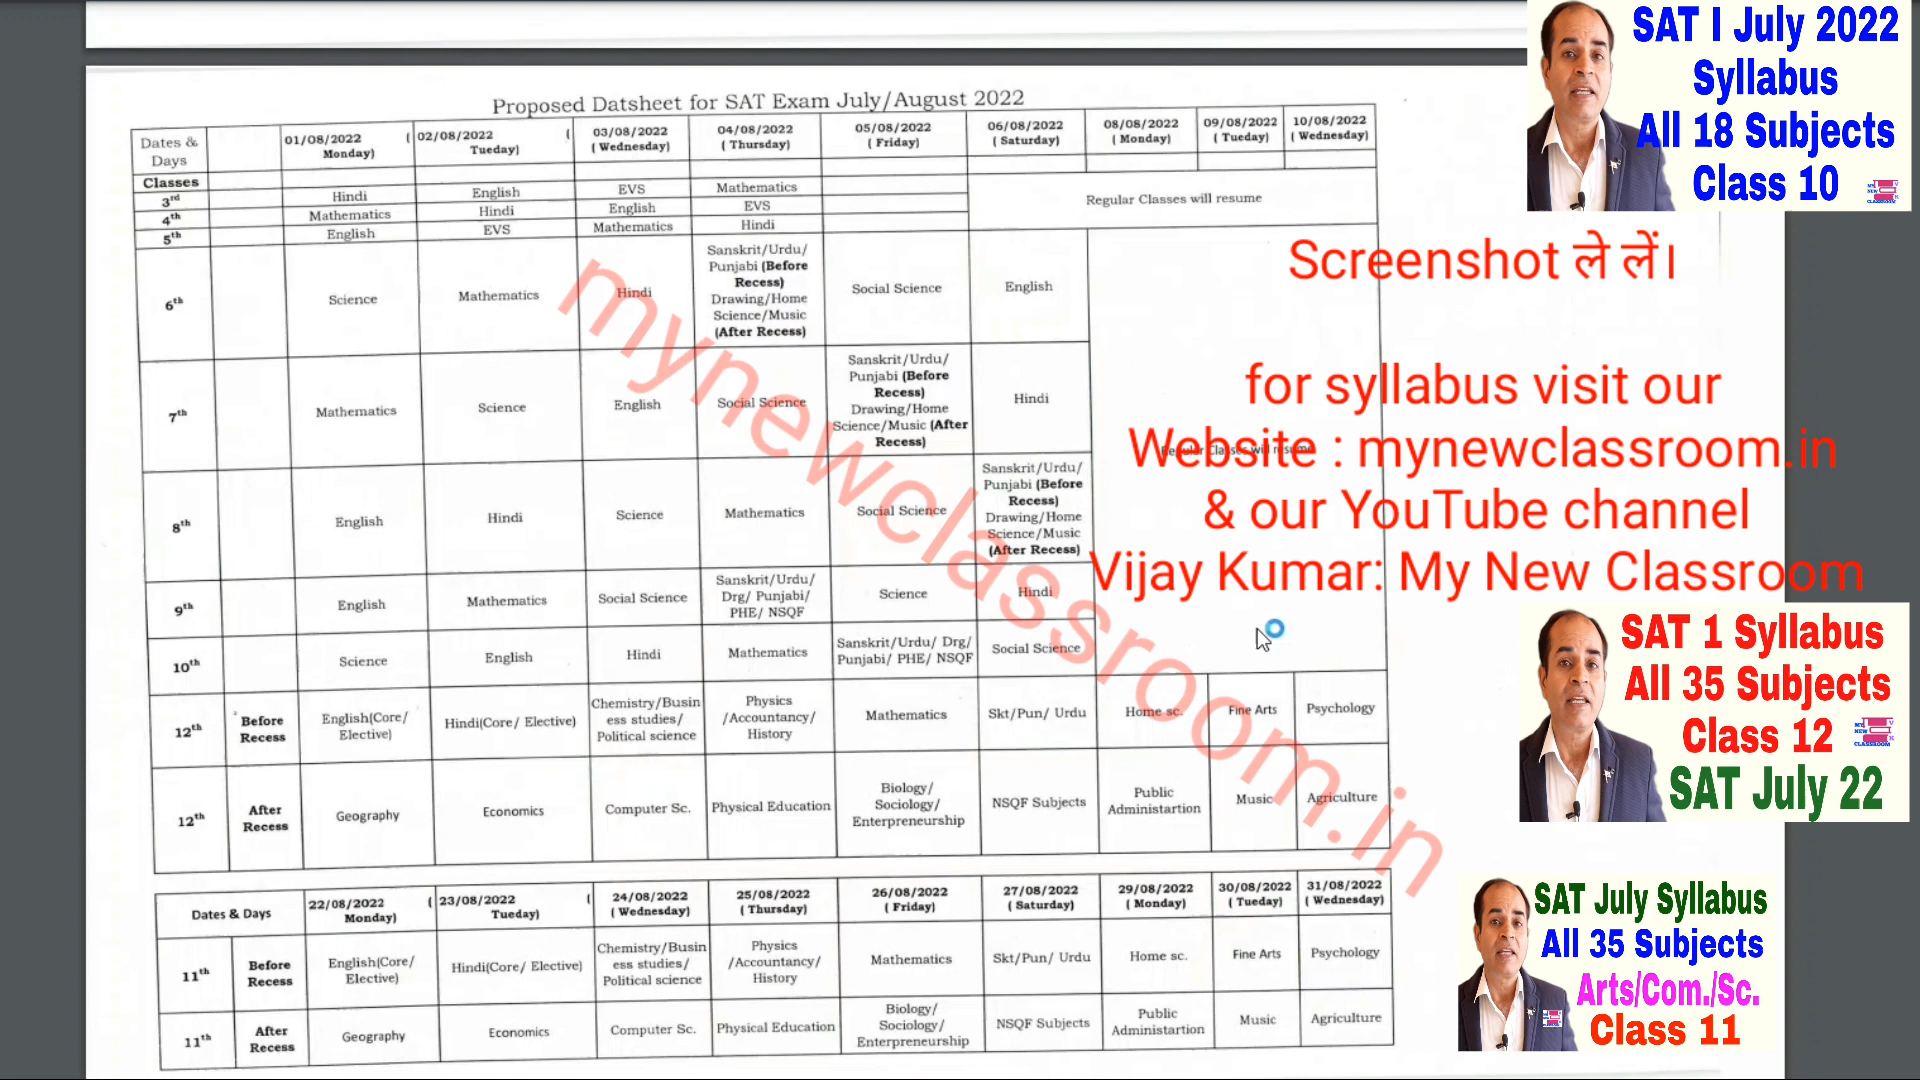 Proposed Datsheet for SAT Exam July/August 2022
Dates & Days 01/08/2022 ( Monday) 02/08/2022 ( Tueday) 03/08/2022 ( Wednesday) 04/08/2022 ( Thursday) 05/08/2022 ( Friday) 06/08/2022 ( Saturday) 08/08/2022 ( Monday) 09/08/2022 ( Tueday) 10/08/2022 ( Wednesday)
Classes
3rd Hindi English EVS Mathematics
4th Mathematics Hindi English EVS
5th English EVS Mathematics Hindi
Regular Classes will resume
6th Science Mathematics Hindi Sanskrit/Urdu/ Punjabi (Before Recess) Drawing/Home Science/Music (After Recess) Social Science English
7th Mathematics Science English Social Science Sanskrit/Urdu/ Punjabi (Before Recess) Drawing/Home Science/Music (After Recess) Hindi
Regular Classes will resume
8th English Hindi Science Mathematics Social Science Sanskrit/Urdu/ Punjabi (Before Recess) Drawing/Home Science/Music (After Recess)
9th English Mathematics Social Science Sanskrit/Urdu/ Drg/ Punjabi/ PHE/ NSQF Science Hindi
10th Science English Hindi Mathematics Sanskrit/Urdu/ Drg/ Punjabi/ PHE/ NSQF Social Science
12th Before Recess English(Core/ Elective) Hindi(Core/ Elective) Chemistry/Busin ess studies/ Political science Physics /Accountancy/ History Mathematics Skt/Pun/ Urdu Home sc. Fine Arts Psychology
12th After Recess Geography Economics Computer Sc. Physical Education Biology/ Sociology/ Enterpreneurship NSQF Subjects Public Administartion Music Agriculture
Dates & Days 22/08/2022 ( Monday) 23/08/2022 ( Tueday) 24/08/2022 ( Wednesday) 25/08/2022 ( Thursday) 26/08/2022 ( Friday) 27/08/2022 ( Saturday) 29/08/2022 ( Monday) 30/08/2022 ( Tueday) 31/08/2022 ( Wednesday)
11th Before Recess English(Core/ Elective) Hindi(Core/ Elective) Chemistry/Busin ess studies/ Political science Physics /Accountancy/ History Mathematics Skt/Pun/ Urdu Home sc. Fine Arts Psychology
11th After Recess Geography Economics Computer Sc. Physical Education Biology/ Sociology/ Enterpreneurship NSQF Subjects Public Administartion Music Agriculture
mynewclassroom.in
SAT I July 2022
Syllabus
All 18 Subjects
Class 10
Screenshot ले लें।
for syllabus visit our
Website : mynewclassroom.in
& our YouTube channel
Vijay Kumar: My New Classroom
SAT 1 Syllabus
All 35 Subjects
Class 12
MY NEW CLASSROOM
SAT July 22
SAT July Syllabus
All 35 Subjects
Arts/Com./Sc.
Class 11